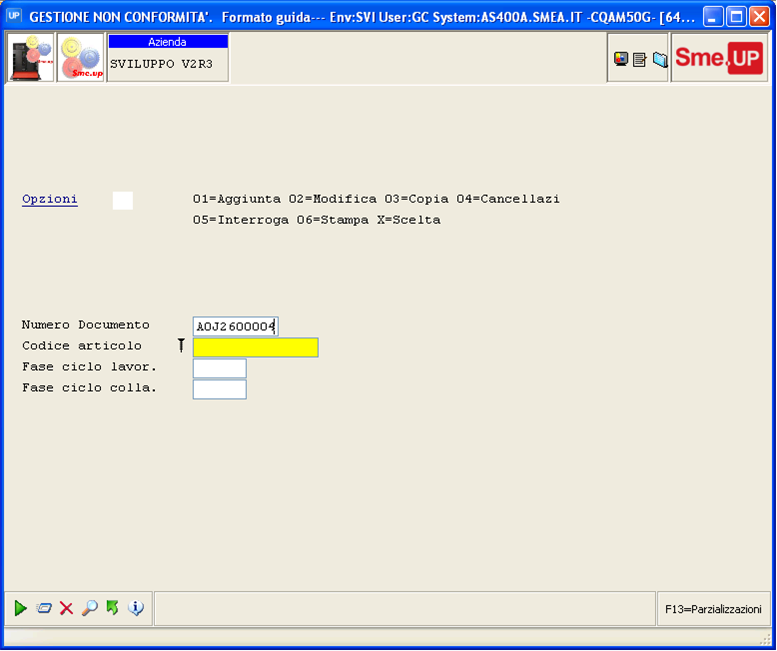 UP GESTIONE NON CONFORMITA'. Formato guida--- Env:SVI User:GC System:AS400A.SMEA.IT -CQAM50G- [64...
Sme.up
Azienda
SVILUPPO V2R3
Sme.UP
Opzioni
01=Aggiunta 02=Modifica 03=Copia 04=Cancellazi
05=Interroga 06=Stampa X=Scelta
Numero Documento A0J2600004
Codice articolo
Fase ciclo lavor.
Fase ciclo colla.
F13=Parzializzazioni